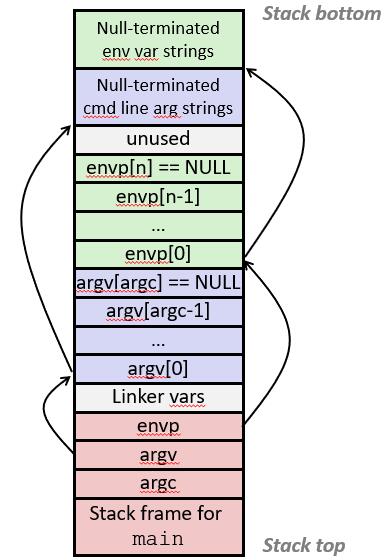 Stack bottom
Null-terminated
env var strings
Null-terminated
cmd line arg strings
unused
envp[n] == NULL
envp[n-1]
...
envp[0]
argv[argc] == NULL
argv[argc-1]
...
argv[0]
Linker vars
envp
argv
argc
Stack frame for
main
Stack top